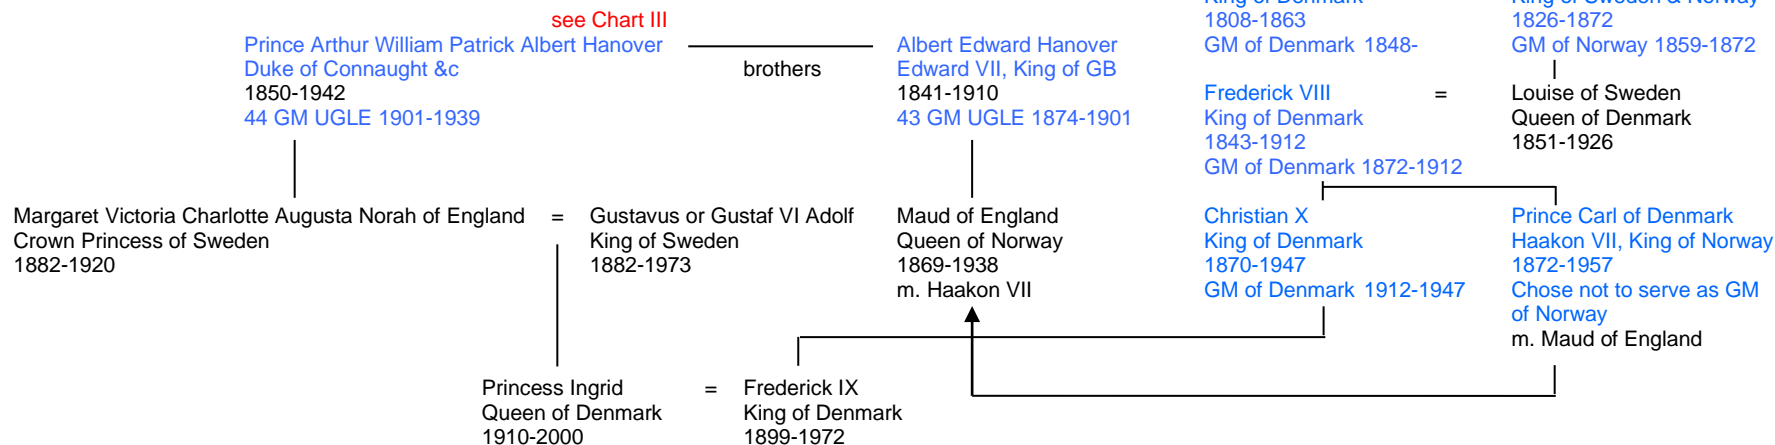 King of Denmark
1808-1863
GM of Denmark 1848-
King of Sweden & Norway
1826-1872
GM of Norway 1859-1872
see Chart III
Prince Arthur William Patrick Albert Hanover
Duke of Connaught &c
1850-1942
44 GM UGLE 1901-1939
brothers
Albert Edward Hanover
Edward VII, King of GB
1841-1910
43 GM UGLE 1874-1901
Frederick VIII
King of Denmark
1843-1912
GM of Denmark 1872-1912
=
Louise of Sweden
Queen of Denmark
1851-1926
Margaret Victoria Charlotte Augusta Norah of England
Crown Princess of Sweden
1882-1920
=
Gustavus or Gustaf VI Adolf
King of Sweden
1882-1973
Maud of England
Queen of Norway
1869-1938
m. Haakon VII
Christian X
King of Denmark
1870-1947
GM of Denmark 1912-1947
Prince Carl of Denmark
Haakon VII, King of Norway
1872-1957
Chose not to serve as GM
of Norway
m. Maud of England
Princess Ingrid
Queen of Denmark
1910-2000
=
Frederick IX
King of Denmark
1899-1972